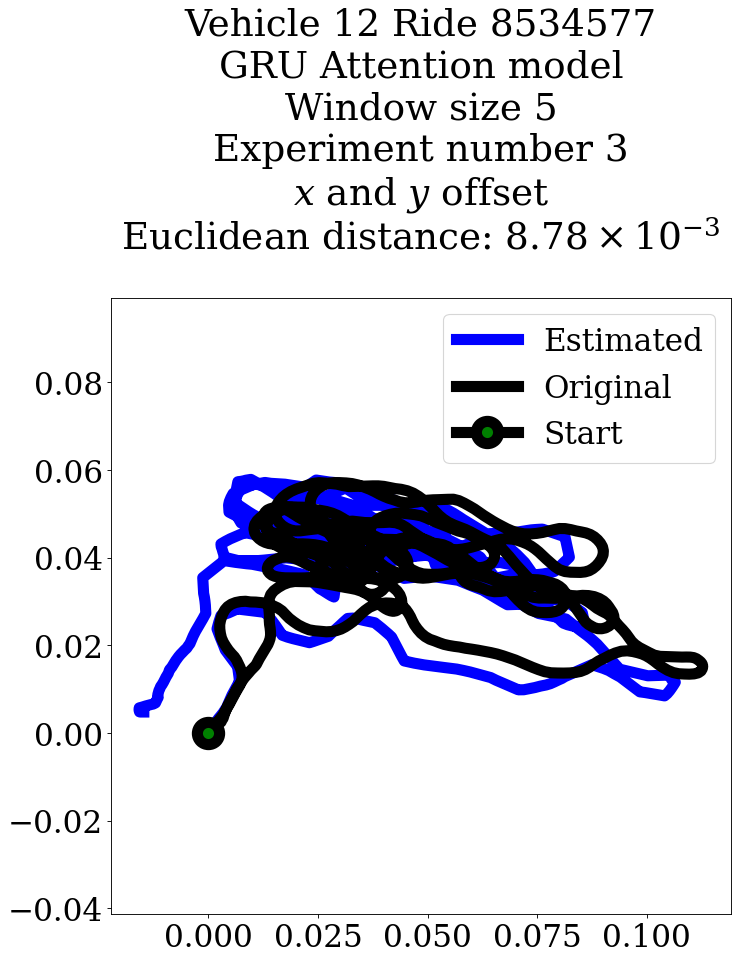 Vehicle 12 Ride 8534577
GRU Attention model
Window size 5
Experiment number 3
x and y offset
Euclidean distance: 8.78 × 10⁻³
Estimated
Original
Start
0.08
0.06
0.04
0.02
0.00
−0.02
−0.04
0.000 0.025 0.050 0.075 0.100